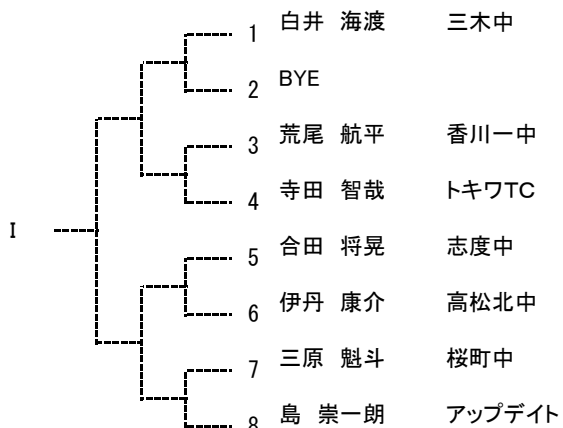 1 白井 海渡 三木中
2 BYE
3 荒尾 航平 香川一中
4 寺田 智哉 トキワTC
I
5 合田 将晃 志度中
6 伊丹 康介 高松北中
7 三原 魁斗 桜町中
8 島 崇一朗 アップデイト